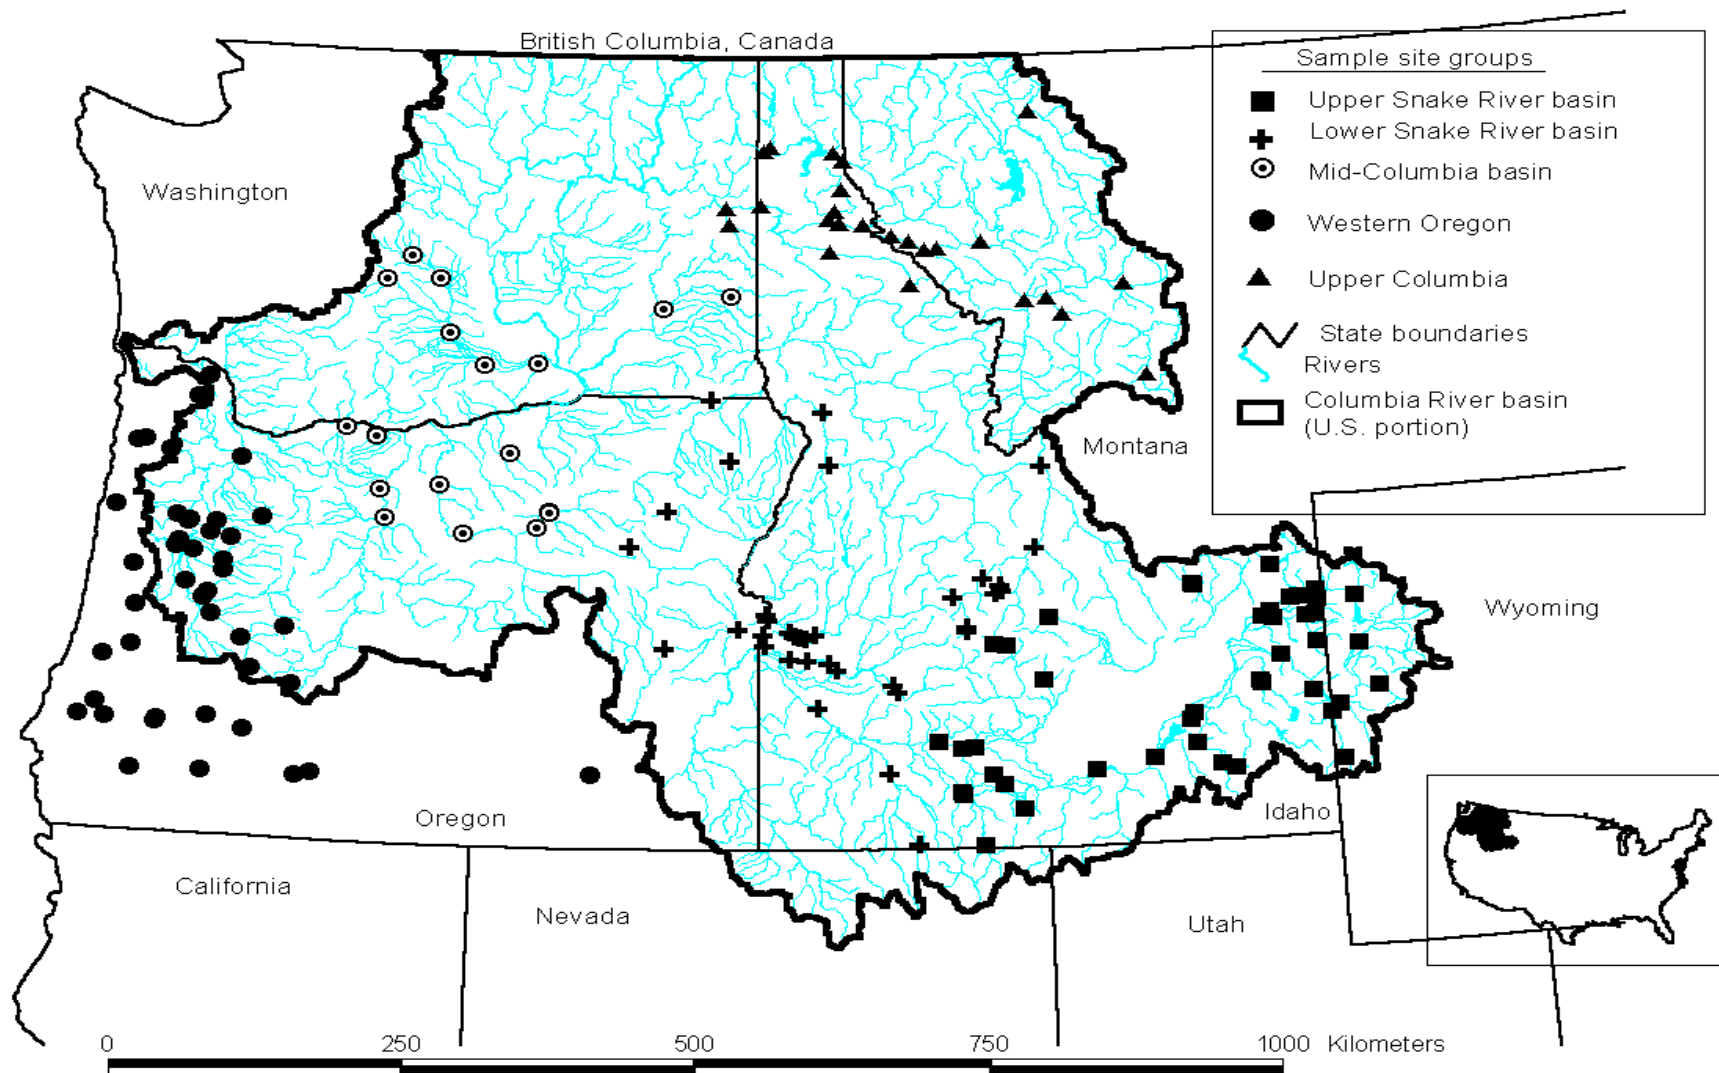 British Columbia, Canada
Sample site groups
Upper Snake River basin
Lower Snake River basin
Mid-Columbia basin
Western Oregon
Upper Columbia
State boundaries
Rivers
Columbia River basin
(U.S. portion)
Washington
Montana
Wyoming
Oregon
Idaho
California
Nevada
Utah
0 250 500 750 1000 Kilometers